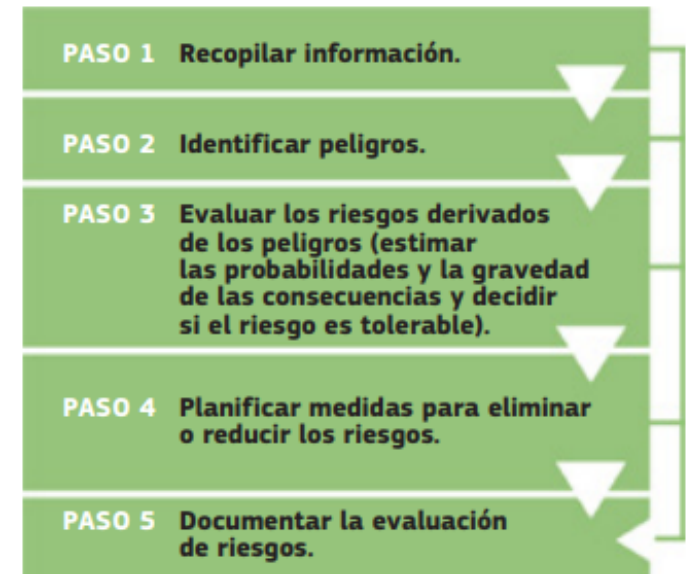 PASO 1 Recopilar información.
PASO 2 Identificar peligros.
PASO 3 Evaluar los riesgos derivados
de los peligros (estimar
las probabilidades y la gravedad
de las consecuencias y decidir
si el riesgo es tolerable).
PASO 4 Planificar medidas para eliminar
o reducir los riesgos.
PASO 5 Documentar la evaluación
de riesgos.